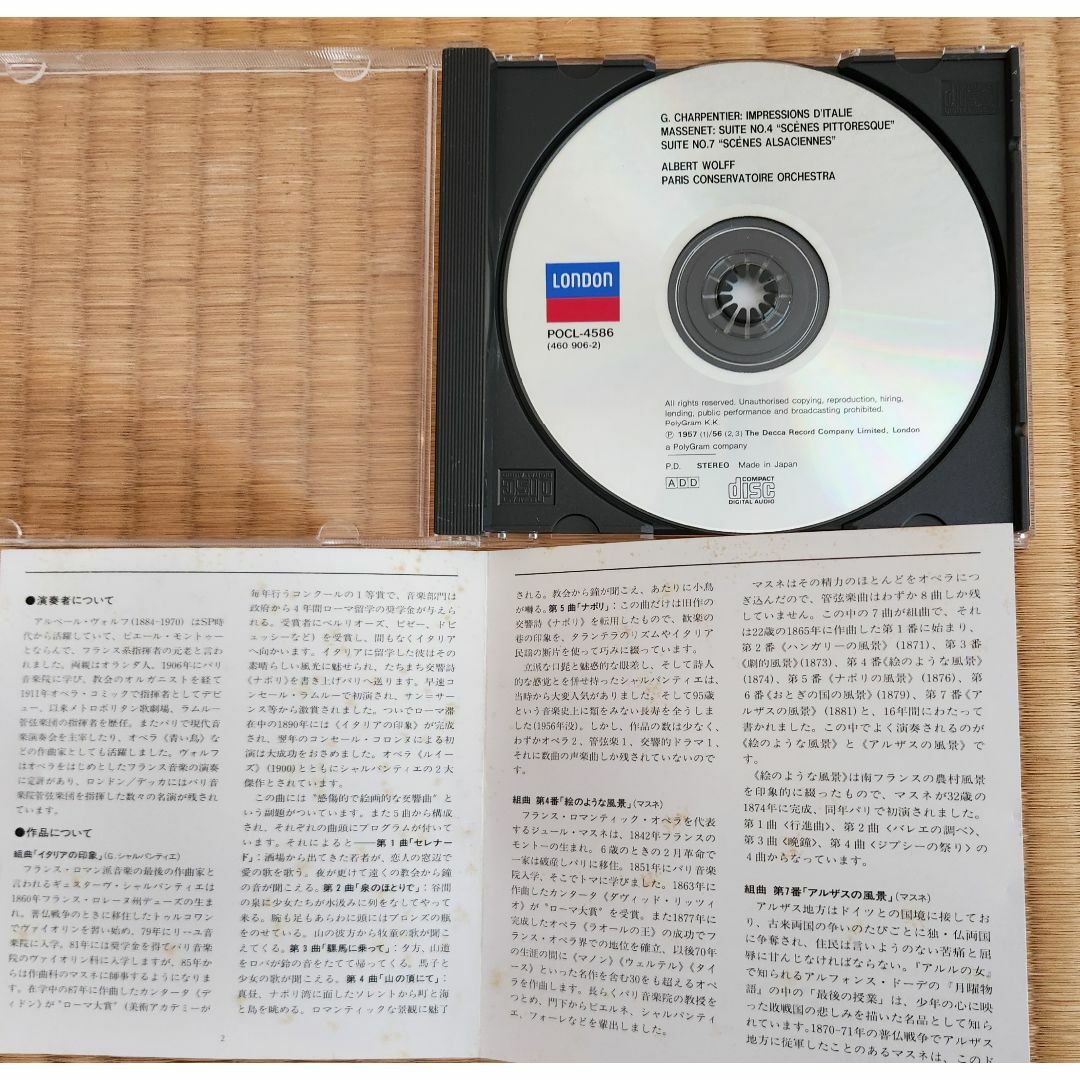 G. CHARPENTIER: IMPRESSIONS D'ITALIE
MASSENET: SUITE NO.4 "SCÈNES PITTORESQUE"
SUITE NO.7 "SCÈNES ALSACIENNES"
ALBERT WOLFF
PARIS CONSERVATOIRE ORCHESTRA
LONDON
POCL-4586
(460 906-2)
All rights reserved. Unauthorised copying, reproduction, hiring,
lending, public performance and broadcasting prohibited.
PolyGram K.K.
Ⓟ 1957 (1)/56 (2, 3) The Decca Record Company Limited, London
a PolyGram company
P.D. STEREO Made in Japan
ADD
COMPACT
disc
DIGITAL AUDIO
●演奏者について
アルベール・ヴォルフ(1884-1970)はSP時
代から活躍していて、ピエール・モントゥー
とならんで、フランス系指揮者の元老と言わ
れました。両親はオランダ人。1906年にパリ
音楽院に学び、教会のオルガニストを経て
1911年オペラ・コミックで指揮者としてデビ
ュー、以来メトロポリタン歌劇場、ラムルー
管弦楽団の指揮者を歴任。またパリで現代音
楽演奏会を主宰したり、オペラ《青い鳥》な
どの作曲家としても活躍しました。ヴォルフ
はオペラをはじめとしたフランス音楽の演奏
に定評があり、ロンドン/デッカにはパリ音
楽院管弦楽団を指揮した数々の名演が残され
ています。
●作品について
組曲「イタリアの印象」(G.シャルパンティエ)
フランス・ロマン派音楽の最後の作曲家と
言われるギュスターヴ・シャルパンティエは
1860年フランス・ロレーヌ州デューズの生ま
れ。普仏戦争のときに移住したトゥルコワン
でヴァイオリンを習い始め、79年にリーユ音
楽院に入学。81年には奨学金を得てパリ音楽
院のヴァイオリン科に入学しますが、85年か
らは作曲科のマスネに師事するようになりま
す。在学中の87年に作曲したカンタータ《デ
ィドン》が"ローマ大賞"(美術アカデミーが
2
毎年行うコンクールの1等賞で、音楽部門は
政府から4年間ローマ留学の奨学金が与えら
れる。受賞者にベルリオーズ、ビゼー、ドビ
ュッシーなど)を受賞し、間もなくイタリア
へ向かいます。イタリアに留学した彼はその
素晴らしい風光に魅せられ、たちまち交響詩
《ナポリ》を書き上げパリへ送ります。早速コ
ンセール・ラムルーで初演され、サン=サー
ンス等から激賞されました。ついでローマ滞
在中の1890年には《イタリアの印象》が完成
され、翌年のコンセール・コロンヌによる初
演は大成功をおさめました。オペラ《ルイー
ズ》(1900)とともにシャルパンティエの2大
傑作とされています。
この曲には"感傷的で絵画的な交響曲"と
いう副題がついています。また5曲から構成
され、それぞれの曲頭にプログラムが付いて
います。それによると——第1曲「セレナー
ド」:酒場から出てきた若者が、恋人の窓辺で
愛の歌を歌う。夜が更けて遠くの教会から鐘
の音が聞こえる。第2曲「泉のほとりで」:谷間
の泉に少女たちが水汲みに列をなしてやって
来る。腕も足もあらわに頭にはブロンズの瓶
をのせている。山の彼方から牧童の歌が聞こ
えてくる。第3曲「騾馬に乗って」:夕方、山道
をロバが鈴の音をたてて帰ってくる。馬子と
少女の歌が聞こえる。第4曲「山の頂にて」:
真昼、ナポリ湾に面したソレントから町と海
と島を眺める。ロマンティックな景観に魅了
される。教会から鐘が聞こえ、あたりに小鳥
が囀る。第5曲「ナポリ」:この曲だけは旧作の
交響詩《ナポリ》を転用したもので、歓楽の
巷の印象を、タランテラのリズムやイタリア
民謡の断片を使って巧みに綴っています。
立派な口髭と魅惑的な眼差し、そして詩人
的な感覚とを併せ持ったシャルパンティエは、
当時から大変人気がありました。そして95歳
という音楽史上に類をみない長寿を全うしま
した(1956年没)。しかし、作品の数は少なく、
わずかオペラ2、管弦楽1、交響的ドラマ1、
それに数曲の声楽曲しか残されていないので
す。
組曲 第4番「絵のような風景」(マスネ)
フランス・ロマンティック・オペラを代表
するジュール・マスネは、1842年フランスの
モントーの生まれ。6歳のときの2月革命で
一家は破産しパリに移住。1851年にパリ音楽
院入学、そこでトマに学びました。1863年に
作曲したカンタータ《ダヴィッド・リッツィ
オ》が"ローマ大賞"を受賞。また1877年に
完成したオペラ《ラオールの王》の成功でフ
ランス・オペラ界での地位を確立、以後70年
の生涯の間に《マノン》《ウェルテル》《タイ
ース》といった名作を含む30をも超えるオペ
ラを作曲します。長らくパリ音楽院の教授を
つとめ、門下からピエルネ、シャルパンティ
エ、フォーレなどを輩出しました。
マスネはその精力のほとんどをオペラにつ
ぎ込んだので、管弦楽曲はわずか8曲しか残
していません。この中の7曲が組曲で、それ
は22歳の1865年に作曲した第1番に始まり、
第2番《ハンガリーの風景》(1871)、第3番
《劇的風景》(1873)、第4番《絵のような風景》
(1874)、第5番《ナポリの風景》(1876)、第
6番《おとぎの国の風景》(1879)、第7番《ア
ルザスの風景》(1881)と、16年間にわたって
書かれました。この中でよく演奏されるのが
《絵のような風景》と《アルザスの風景》で
す。
《絵のような風景》は南フランスの農村風景
を印象的に綴ったもので、マスネが32歳の
1874年に完成、同年パリで初演されました。
第1曲〈行進曲〉、第2曲〈バレエの調べ〉、
第3曲〈晩鐘〉、第4曲〈ジプシーの祭り〉の
4曲からなっています。
組曲 第7番「アルザスの風景」(マスネ)
アルザス地方はドイツとの国境に接してお
り、古来両国の争いのたびごとに独・仏両国
に争奪され、住民は言いようのない苦痛と屈
辱に甘んじなければならない。『アルルの女』
で知られるアルフォンス・ドーデの『月曜物
語』の中の「最後の授業」は、少年の心に映
った敗戦国の悲しみを描いた名品として知ら
れています。1870-71年の普仏戦争でアルザス
地方に従軍したことのあるマスネは、このド